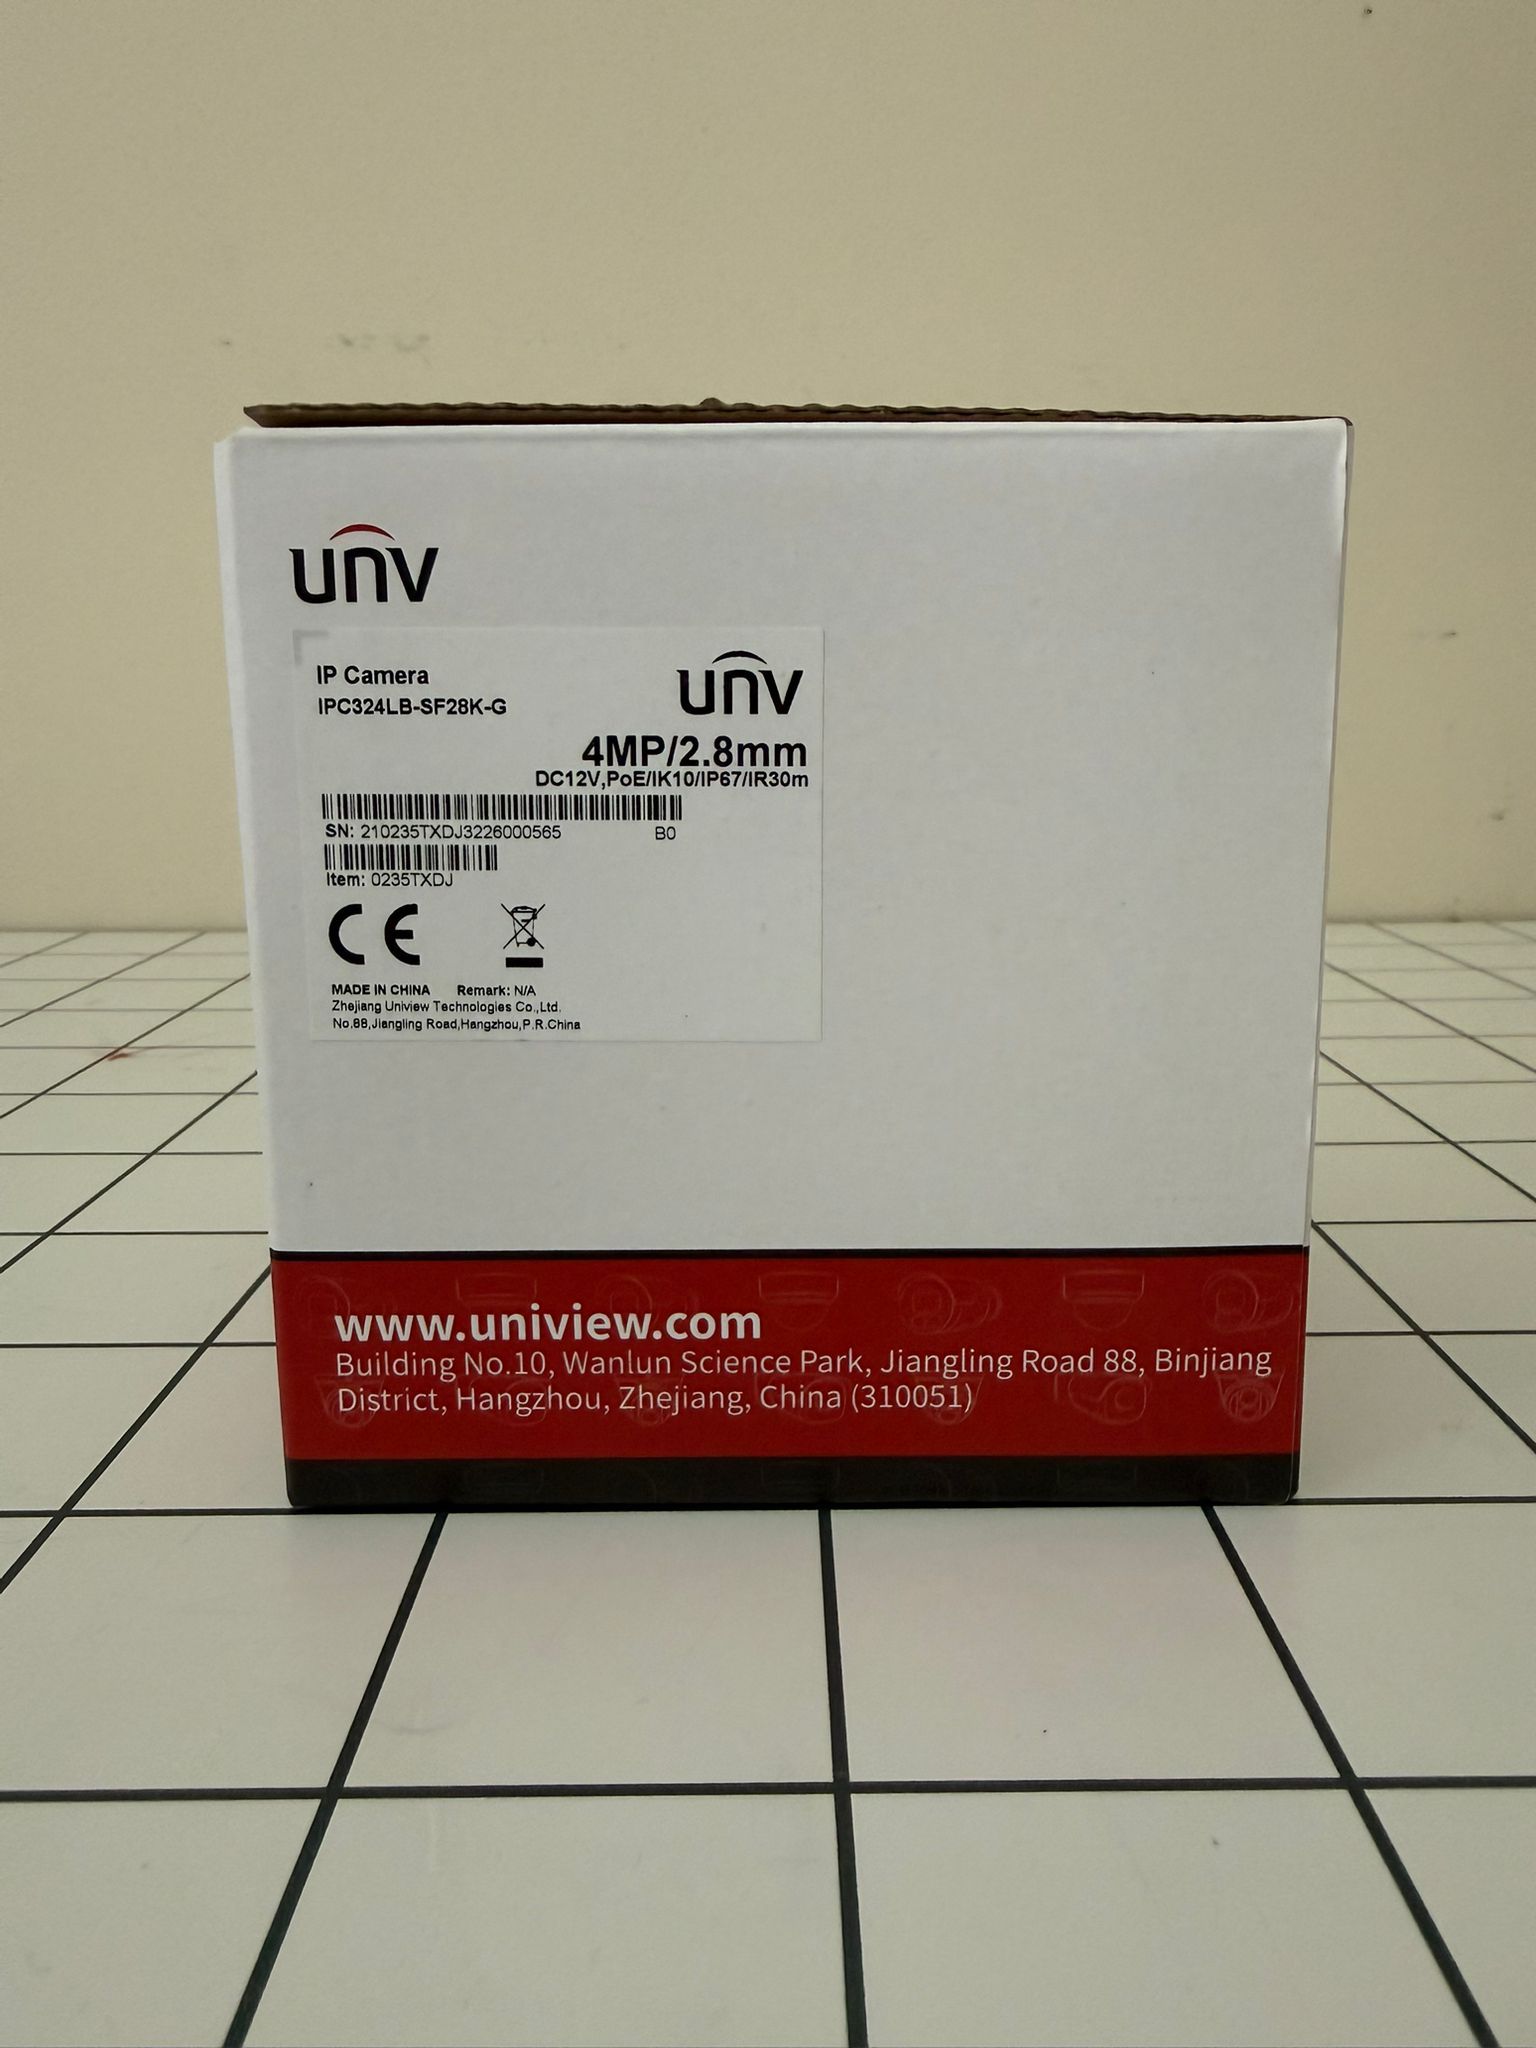 unv
IP Camera
unv
IPC324LB-SF28K-G
4MP/2.8mm
DC12V,PoE/IK10/IP67/IR30m
SN: 210235TXDJ3226000565 B0
Item: 0235TXDJ
CE
MADE IN CHINA Remark: N/A
Zhejiang Uniview Technologies Co.,Ltd.
No.88,Jiangling Road,Hangzhou,P.R.China
www.uniview.com
Building No.10, Wanlun Science Park, Jiangling Road 88, Binjiang
District, Hangzhou, Zhejiang, China (310051)